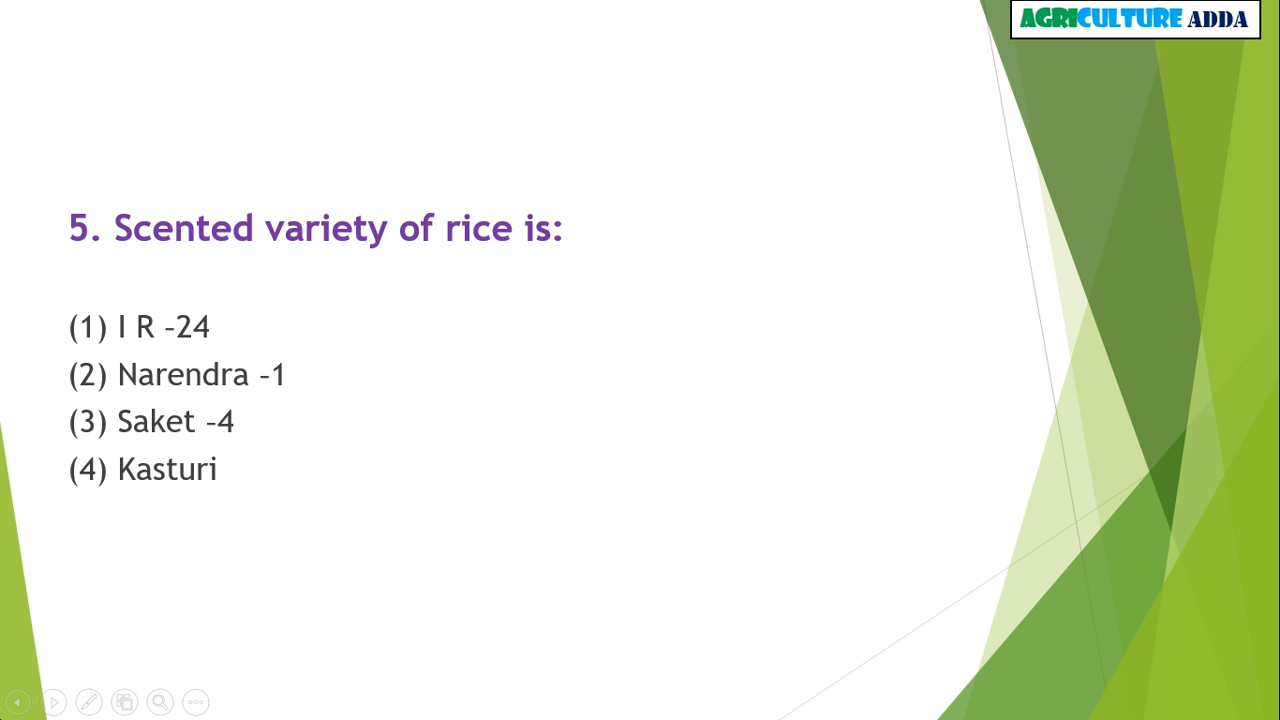 AGRICULTURE ADDA
5. Scented variety of rice is:
(1) I R –24
(2) Narendra –1
(3) Saket –4
(4) Kasturi